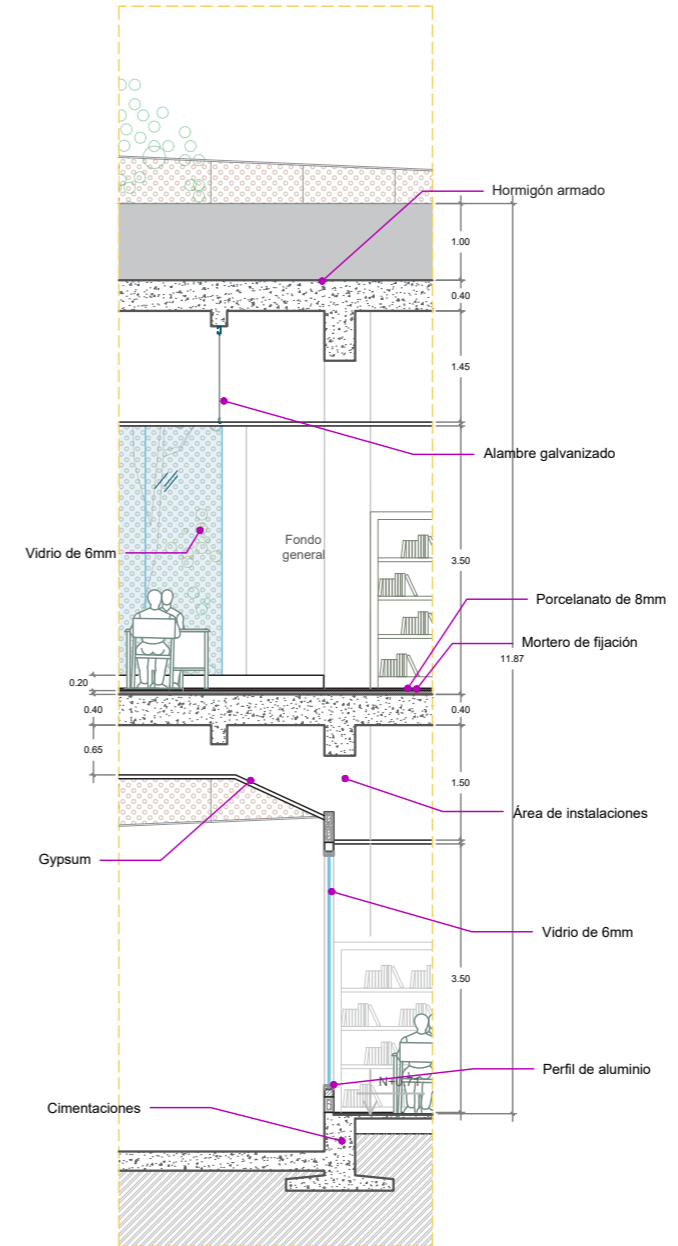 Hormigón armado
1.00
0.40
1.45
Alambre galvanizado
Vidrio de 6mm
Fondo
general
3.50
Porcelanato de 8mm
Mortero de fijación
11.87
0.20
0.40
0.40
0.65
1.50
Área de instalaciones
Gypsum
Vidrio de 6mm
3.50
Perfil de aluminio
Cimentaciones